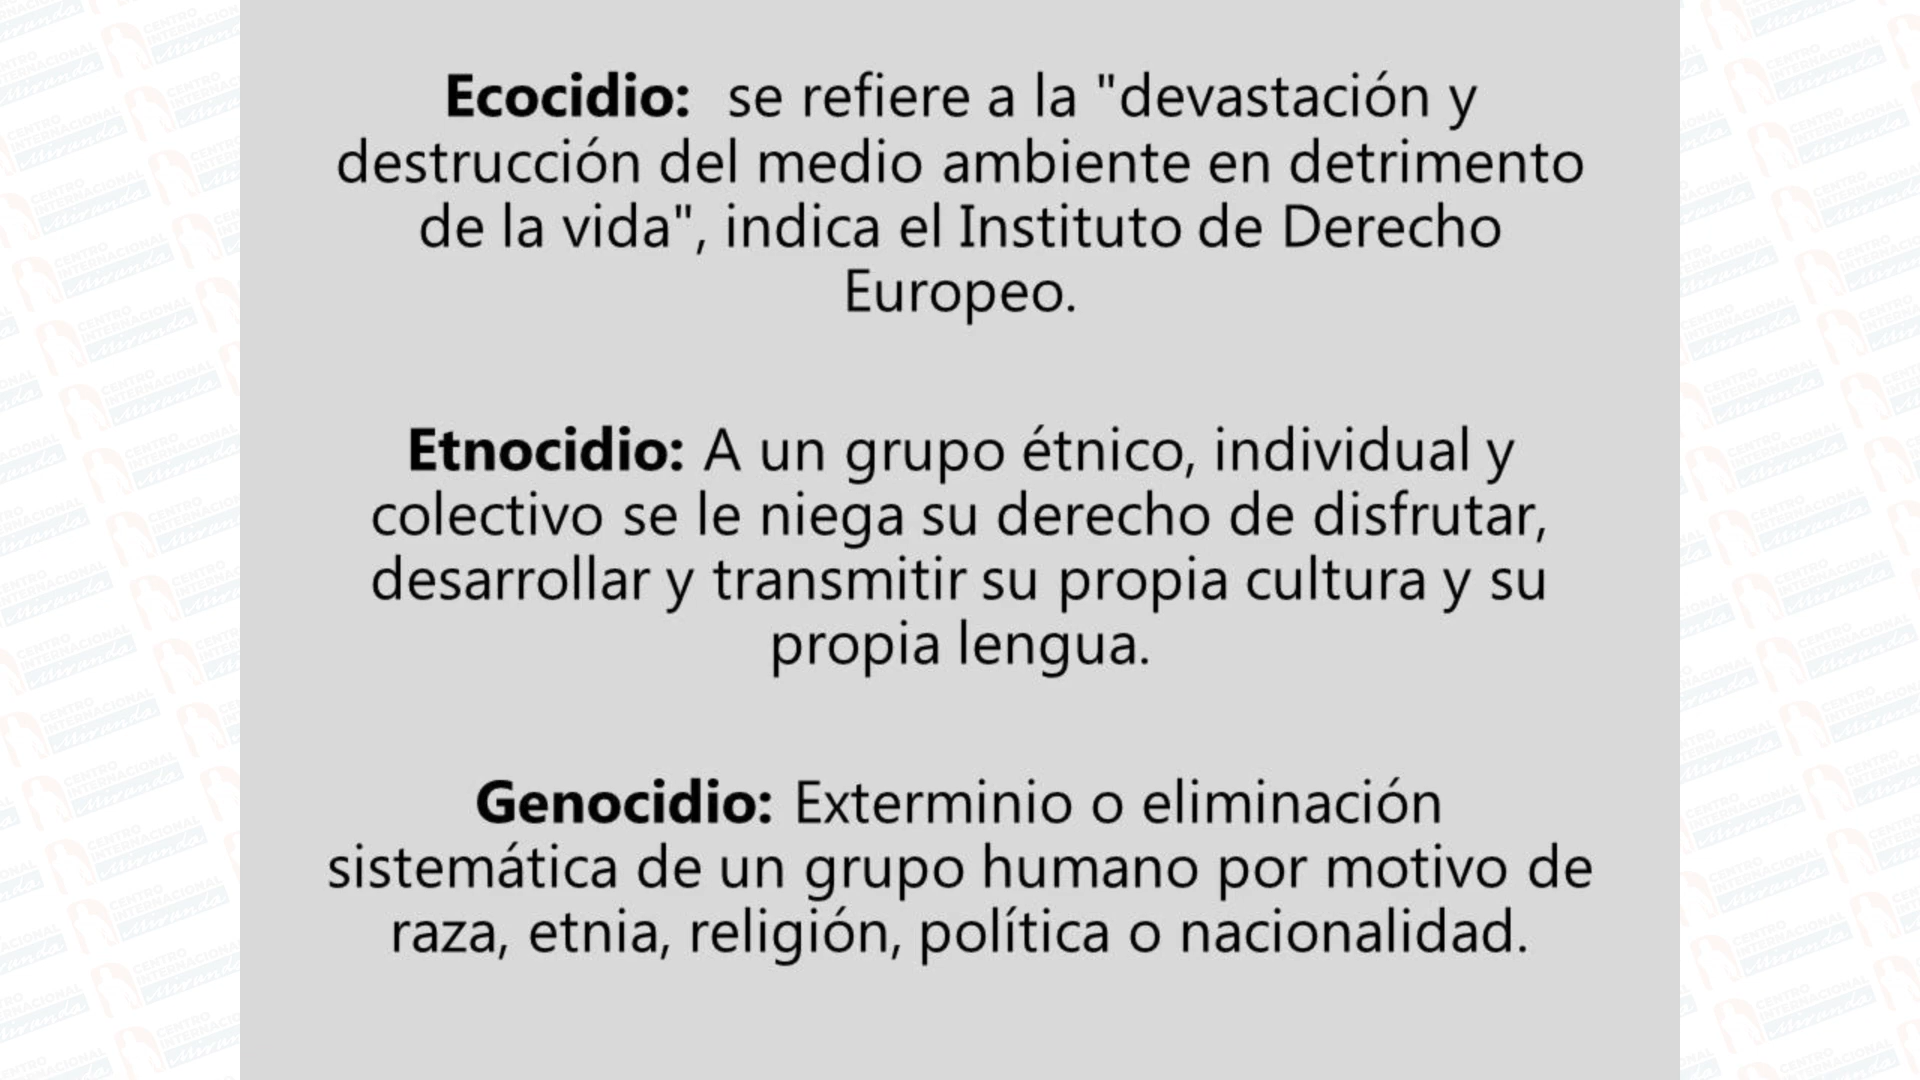 Ecocidio: se refiere a la "devastación y
destrucción del medio ambiente en detrimento
de la vida", indica el Instituto de Derecho
Europeo.
Etnocidio: A un grupo étnico, individual y
colectivo se le niega su derecho de disfrutar,
desarrollar y transmitir su propia cultura y su
propia lengua.
Genocidio: Exterminio o eliminación
sistemática de un grupo humano por motivo de
raza, etnia, religión, política o nacionalidad.
CENTRO
INTERNACIONAL
Miranda